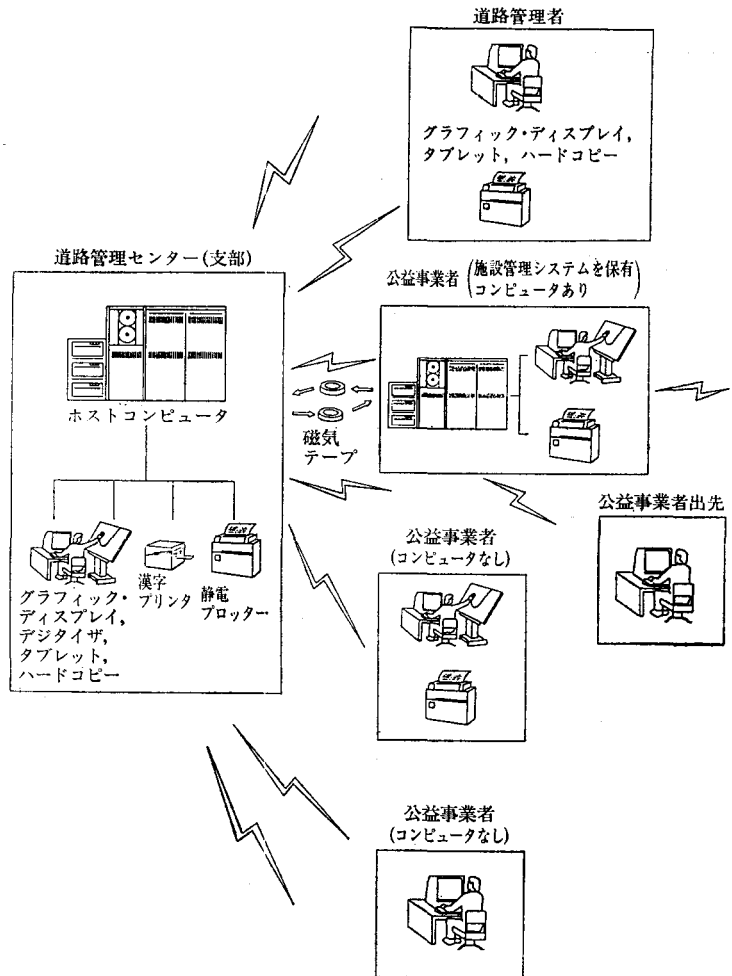 道路管理者
グラフィック・ディスプレイ,
タブレット, ハードコピー
道路管理センター(支部)
ホストコンピュータ
グラフィック・
ディスプレイ,
デジタイザ,
タブレット,
ハードコピー
漢字
プリンタ
静電
プロッター
磁気
テープ
公益事業者(施設管理システムを保有
コンピュータあり)
公益事業者出先
公益事業者
(コンピュータなし)
公益事業者
(コンピュータなし)